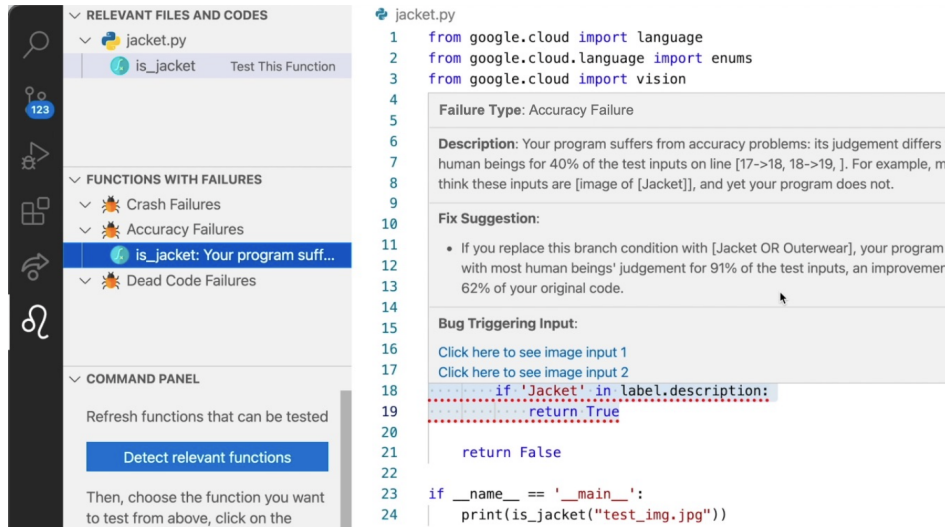 RELEVANT FILES AND CODES
jacket.py
is_jacket Test This Function
123
FUNCTIONS WITH FAILURES
Crash Failures
Accuracy Failures
is_jacket: Your program suff...
Dead Code Failures
COMMAND PANEL
Refresh functions that can be tested
Detect relevant functions
Then, choose the function you want
to test from above, click on the
jacket.py
1 from google.cloud import language
2 from google.cloud.language import enums
3 from google.cloud import vision
4
5
6
7
8
9
10
11
12
13
14
15
16
17
Failure Type: Accuracy Failure
Description: Your program suffers from accuracy problems: its judgement differs
human beings for 40% of the test inputs on line [17->18, 18->19, ]. For example, m
think these inputs are [image of [Jacket]], and yet your program does not.
Fix Suggestion:
• If you replace this branch condition with [Jacket OR Outerwear], your program
with most human beings' judgement for 91% of the test inputs, an improvemen
62% of your original code.
Bug Triggering Input:
Click here to see image input 1
Click here to see image input 2
18 if 'Jacket' in label.description:
19 return True
20
21 return False
22
23 if __name__ == '__main__':
24 print(is_jacket("test_img.jpg"))